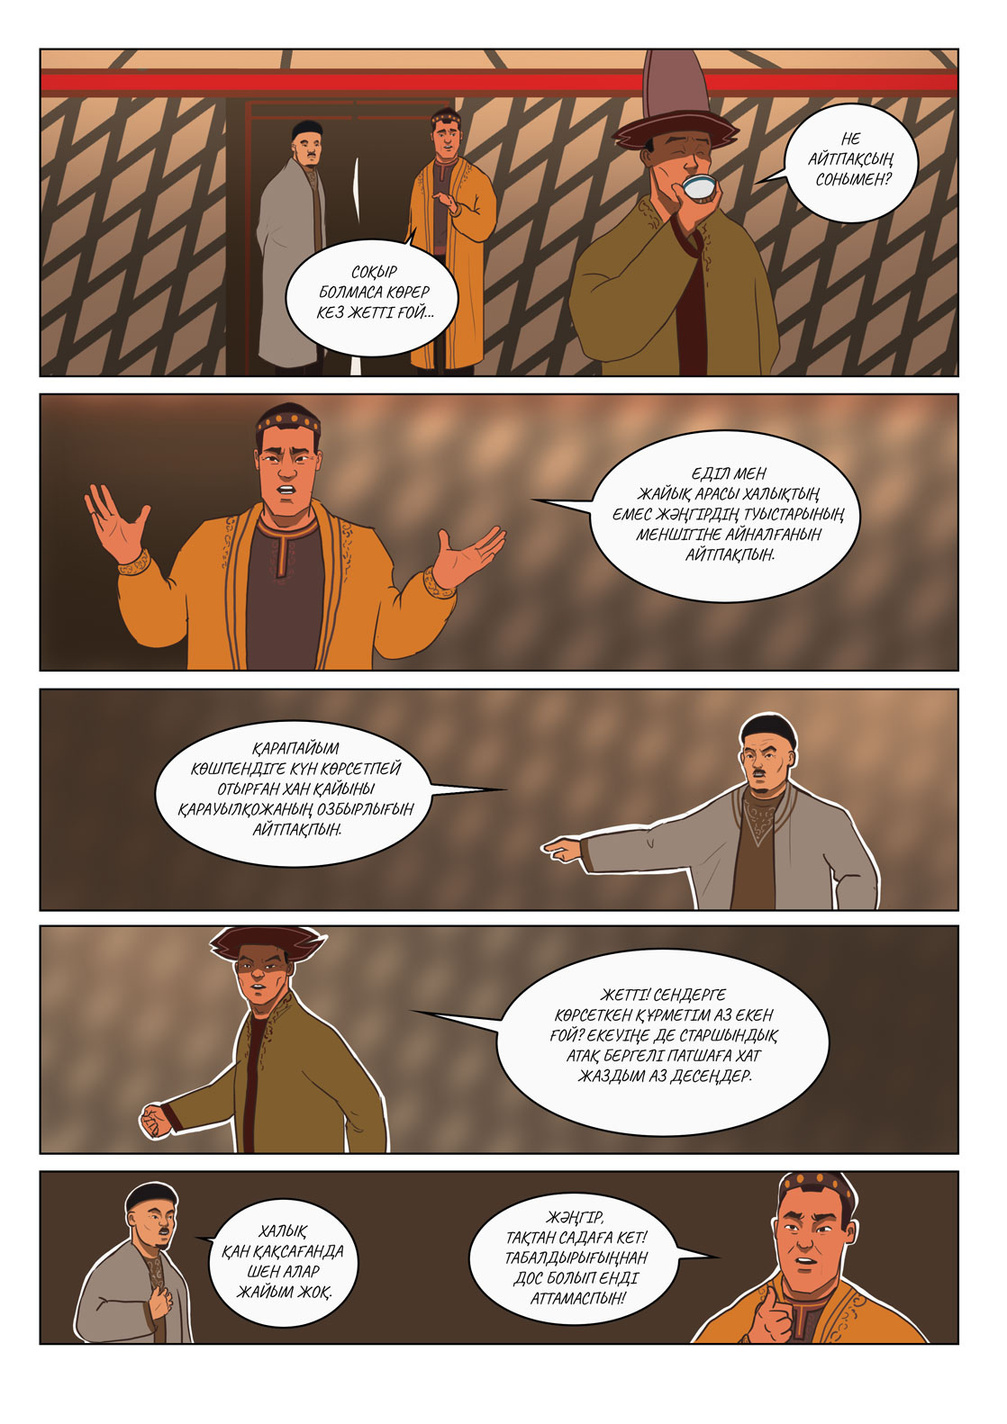 НЕ
АЙТПАҚСЫҢ
СОНЫМЕН?
СОҚЫР
БОЛМАСА КӨРЕР
КЕЗ ЖЕТТІ ҒОЙ...
ЕДІЛ МЕН
ЖАЙЫҚ АРАСЫ ХАЛЫҚТЫҢ
ЕМЕС ЖӘҢГІРДІҢ ТУЫСТАРЫНЫҢ
МЕНШІГІНЕ АЙНАЛҒАНЫН
АЙТПАҚПЫН.
ҚАРАПАЙЫМ
КӨШПЕНДІГЕ КҮН КӨРСЕТПЕЙ
ОТЫРҒАН ХАН ҚАЙЫНЫ
ҚАРАУЫЛҚОЖАНЫҢ ОЗБЫРЛЫҒЫН
АЙТПАҚПЫН.
ЖЕТТІ! СЕНДЕРГЕ
КӨРСЕТКЕН ҚҰРМЕТІМ АЗ ЕКЕН
ҒОЙ? ЕКЕУІҢЕ ДЕ СТАРШЫНДЫҚ
АТАҚ БЕРГЕЛІ ПАТШАҒА ХАТ
ЖАЗДЫМ АЗ ДЕСЕҢДЕР.
ХАЛЫҚ
ҚАН ҚАҚСАҒАНДА
ШЕН АЛАР
ЖАЙЫМ ЖОҚ.
ЖӘҢГІР,
ТАҚТАН САДАҒА КЕТ!
ТАБАЛДЫРЫҒЫҢНАН
ДОС БОЛЫП ЕНДІ
АТТАМАСПЫН!